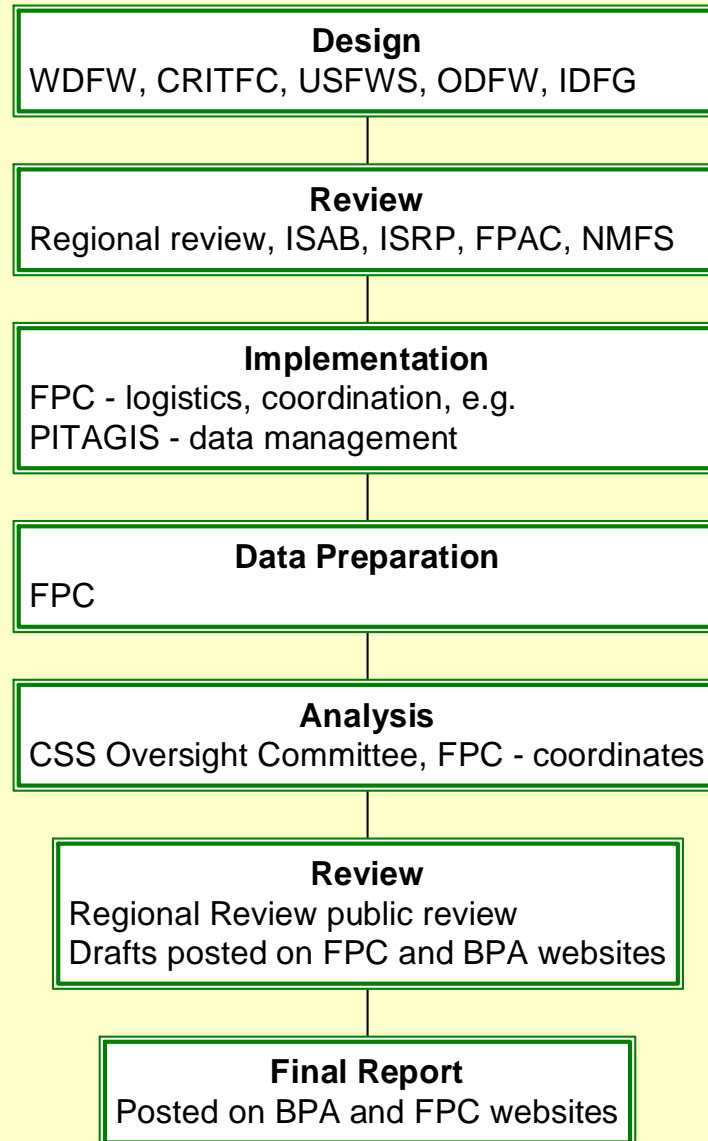 Design
WDFW, CRITFC, USFWS, ODFW, IDFG
Review
Regional review, ISAB, ISRP, FPAC, NMFS
Implementation
FPC - logistics, coordination, e.g.
PITAGIS - data management
Data Preparation
FPC
Analysis
CSS Oversight Committee, FPC - coordinates
Review
Regional Review public review
Drafts posted on FPC and BPA websites
Final Report
Posted on BPA and FPC websites